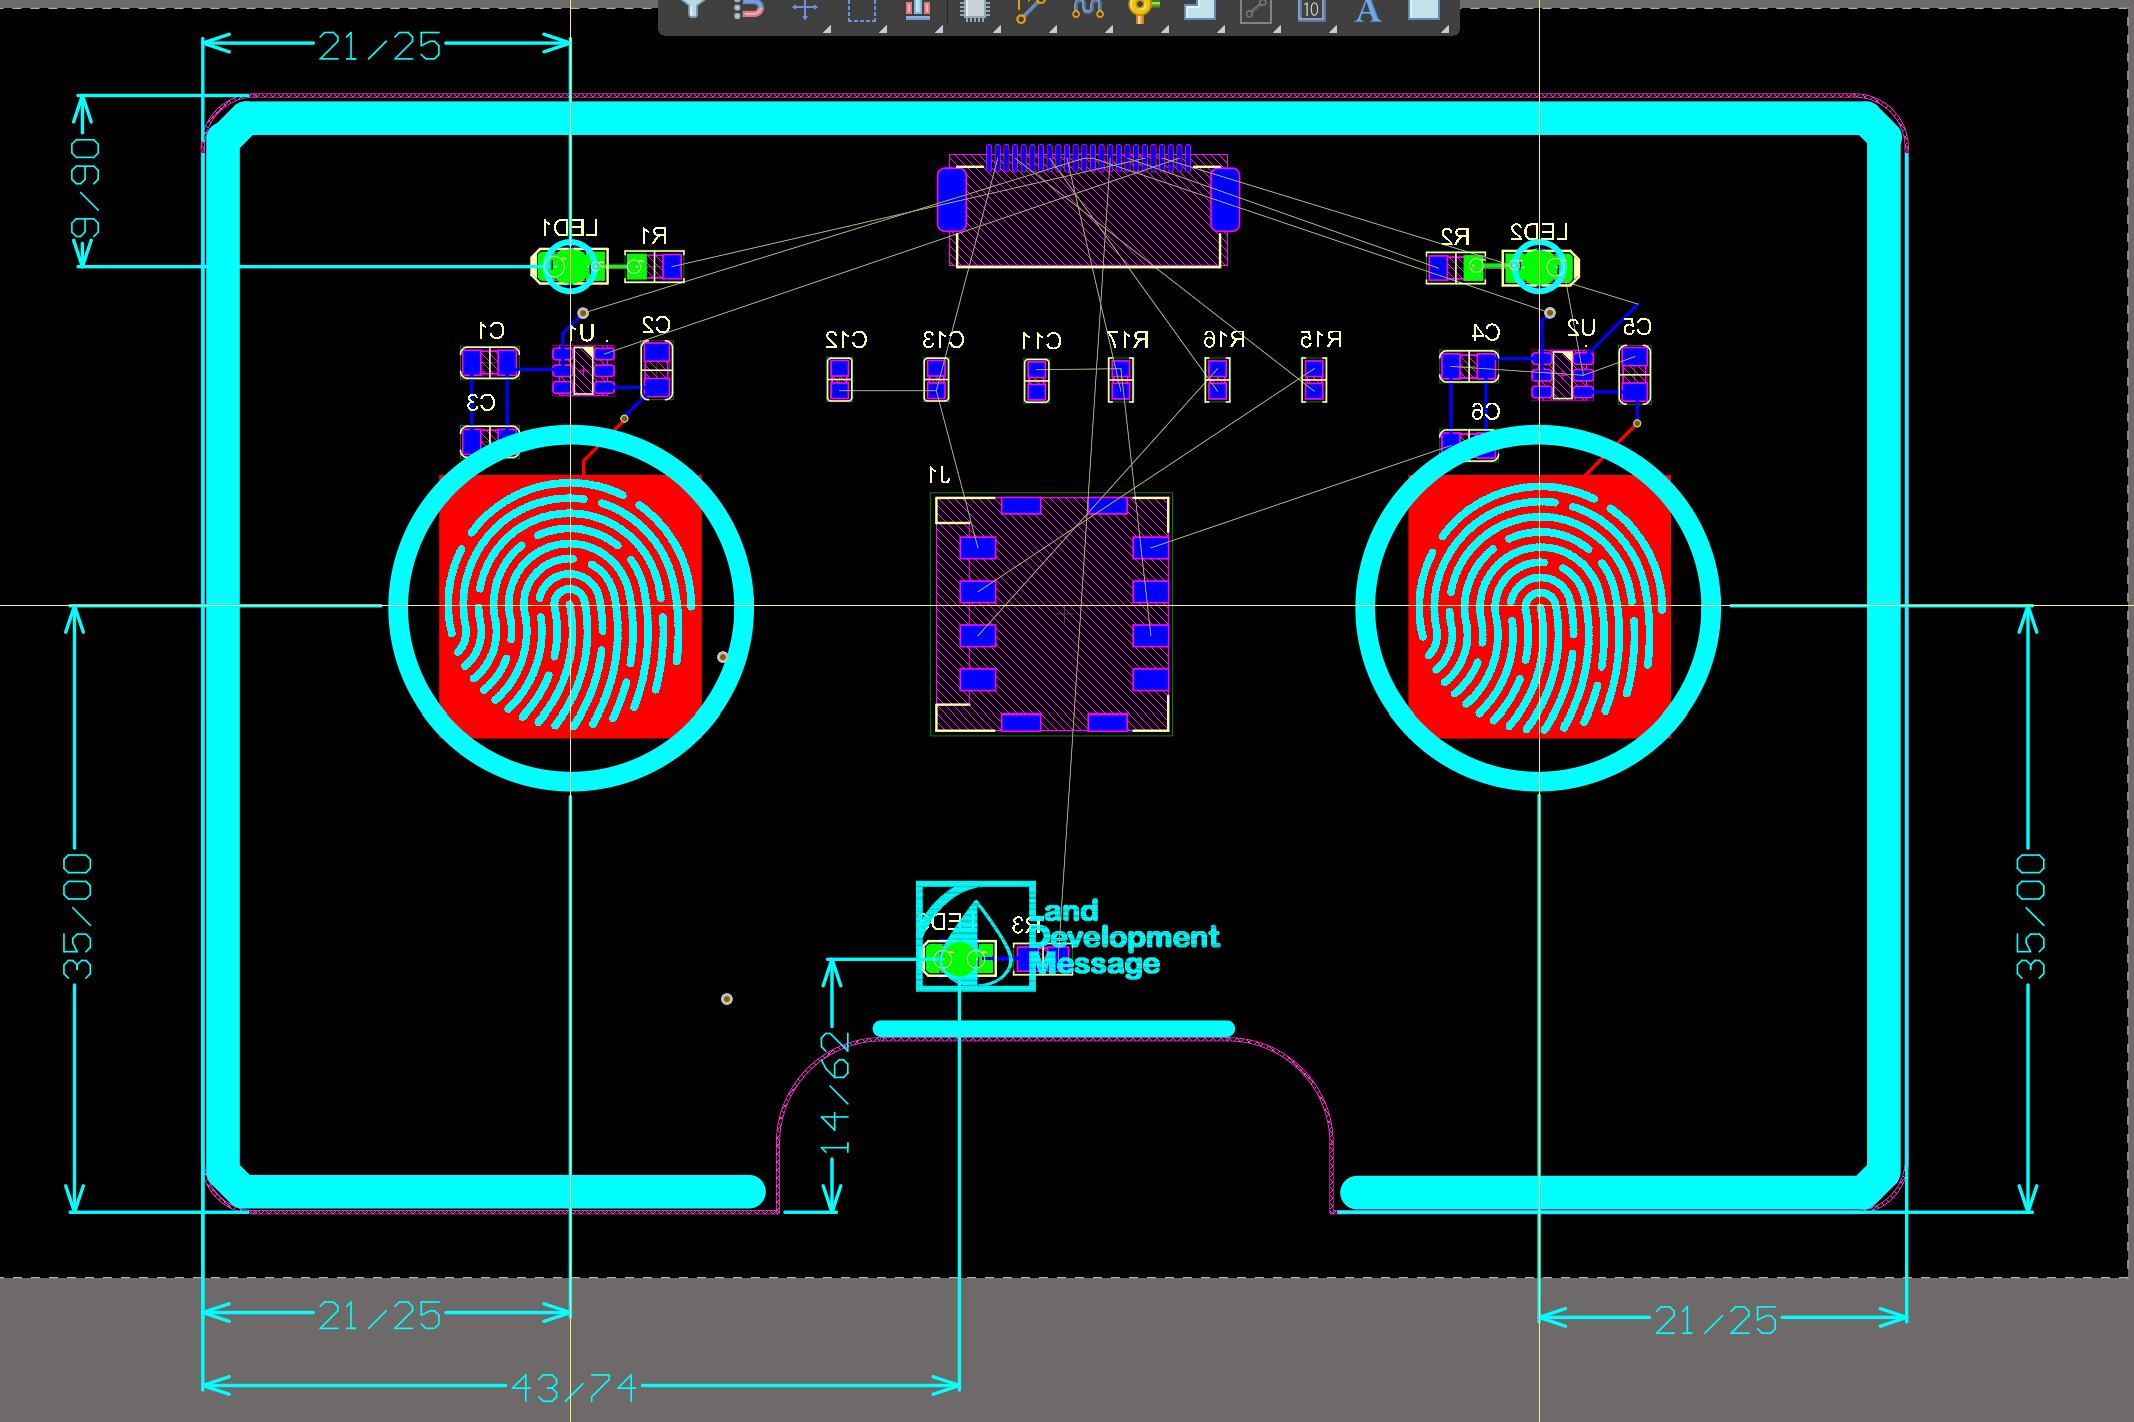 10 A
21/25
9/90
LED1
R1
R2
LED2
C1
U1
C2
C12
C13
C11
R17
R16
R15
C4
U2
C5
C3
C6
J1
35/00
35/00
R3
Land
Development
Message
14/62
21/25
21/25
43/74